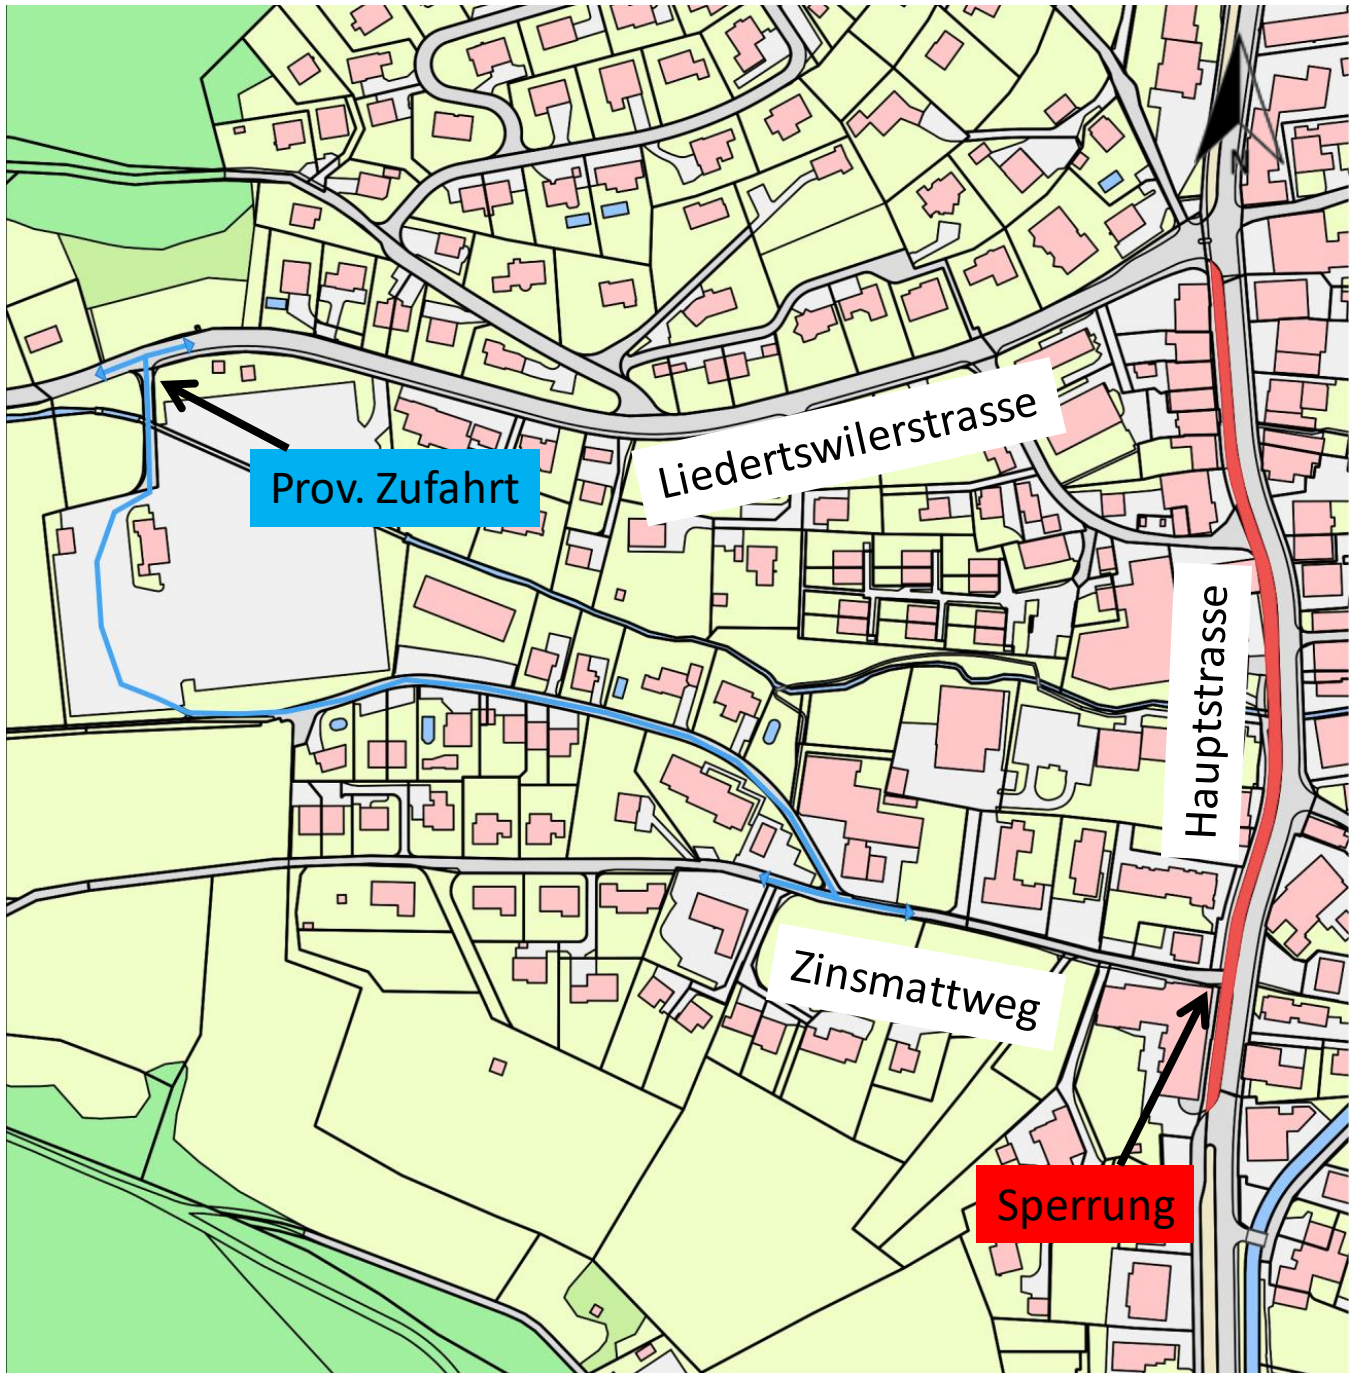 N
Liedertswilerstrasse
Prov. Zufahrt
Hauptstrasse
Zinsmattweg
Sperrung